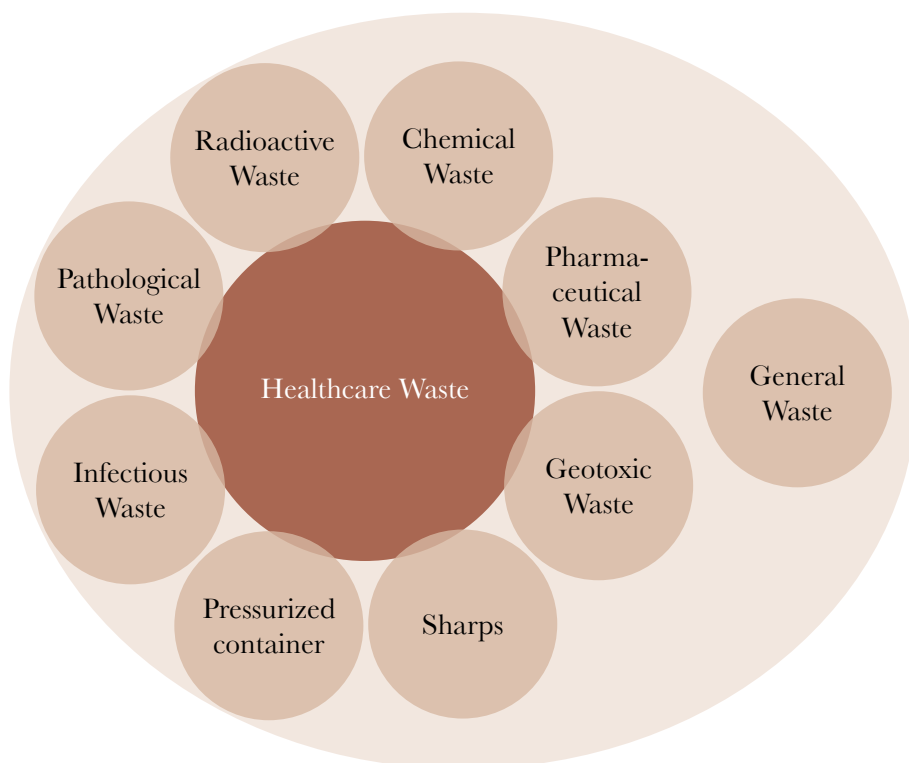 Radioactive
Waste
Chemical
Waste
Pathological
Waste
Pharma-
ceutical
Waste
Healthcare Waste
General
Waste
Infectious
Waste
Geotoxic
Waste
Pressurized
container
Sharps